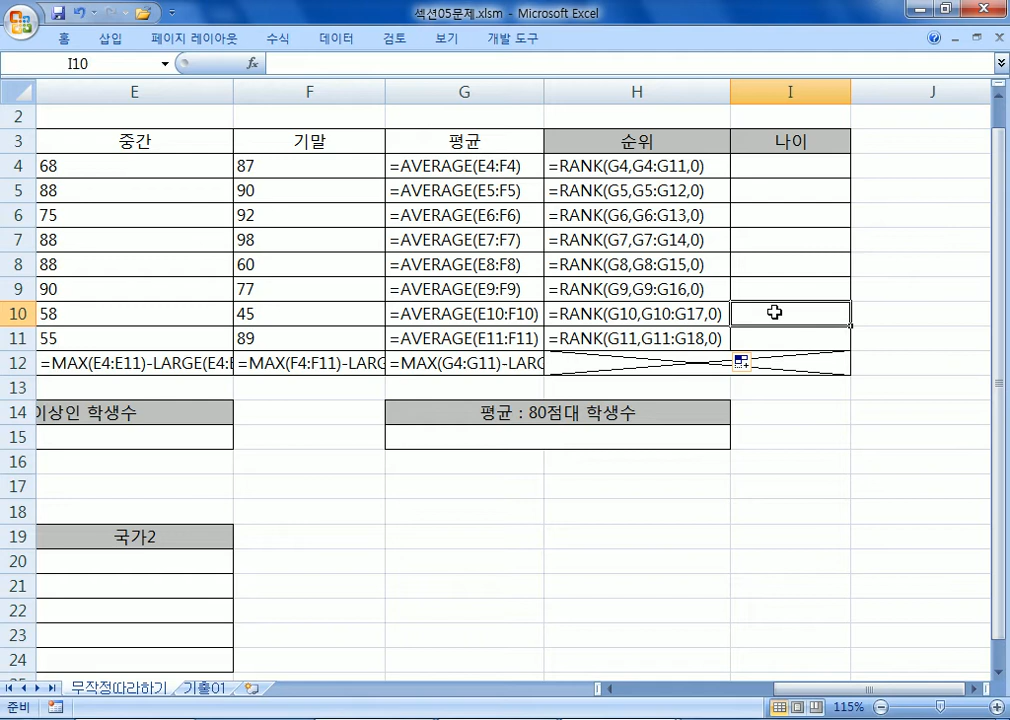 섹션05문제.xlsm - Microsoft Excel
홈 삽입 페이지 레이아웃 수식 데이터 검토 보기 개발 도구
I10 fx
E F G H I J
2
3 중간 기말 평균 순위 나이
4 68 87 =AVERAGE(E4:F4) =RANK(G4,G4:G11,0)
5 88 90 =AVERAGE(E5:F5) =RANK(G5,G5:G12,0)
6 75 92 =AVERAGE(E6:F6) =RANK(G6,G6:G13,0)
7 88 98 =AVERAGE(E7:F7) =RANK(G7,G7:G14,0)
8 88 60 =AVERAGE(E8:F8) =RANK(G8,G8:G15,0)
9 90 77 =AVERAGE(E9:F9) =RANK(G9,G9:G16,0)
10 58 45 =AVERAGE(E10:F10) =RANK(G10,G10:G17,0)
11 55 89 =AVERAGE(E11:F11) =RANK(G11,G11:G18,0)
12 =MAX(E4:E11)-LARGE(E4:E =MAX(F4:F11)-LARG =MAX(G4:G11)-LARG
13
14 이상인 학생수 평균 : 80점대 학생수
15
16
17
18
19 국가2
20
21
22
23
24
무작정따라하기 기출01
준비 115%